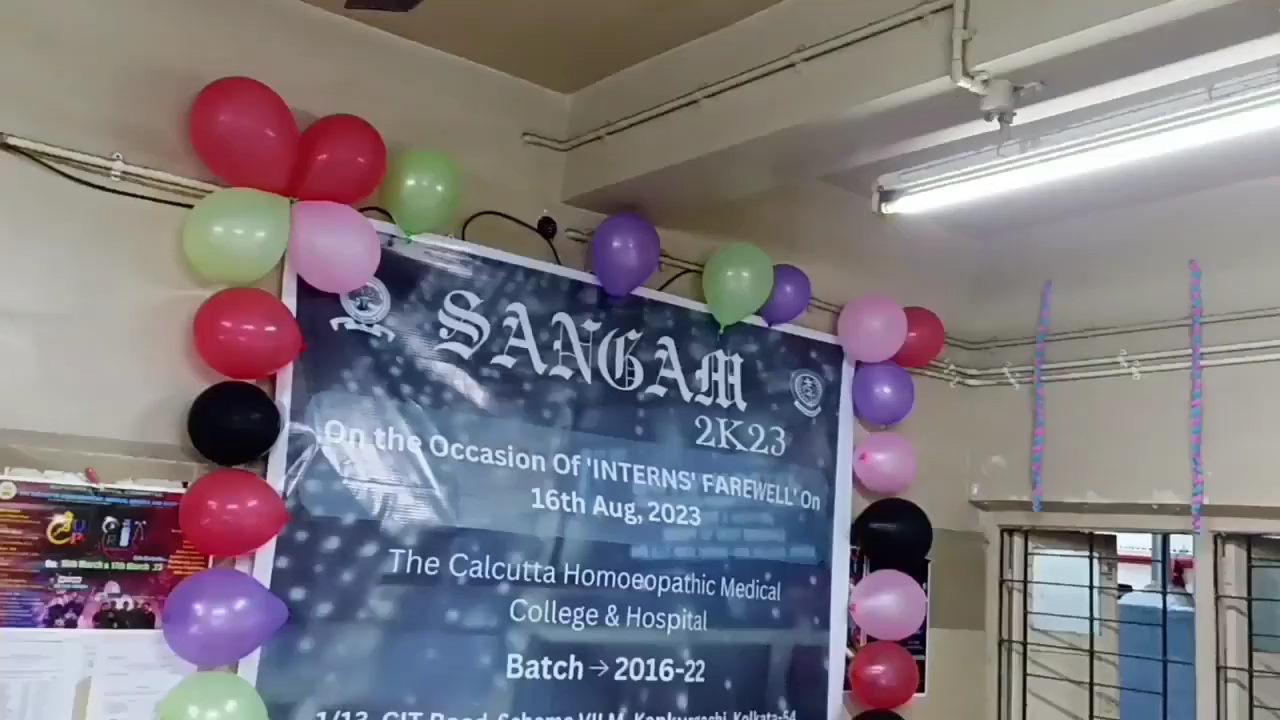 SANGAM
2K23
On the Occasion Of 'INTERNS' FAREWELL' On
16th Aug, 2023
The Calcutta Homoeopathic Medical
College & Hospital
Batch → 2016-22